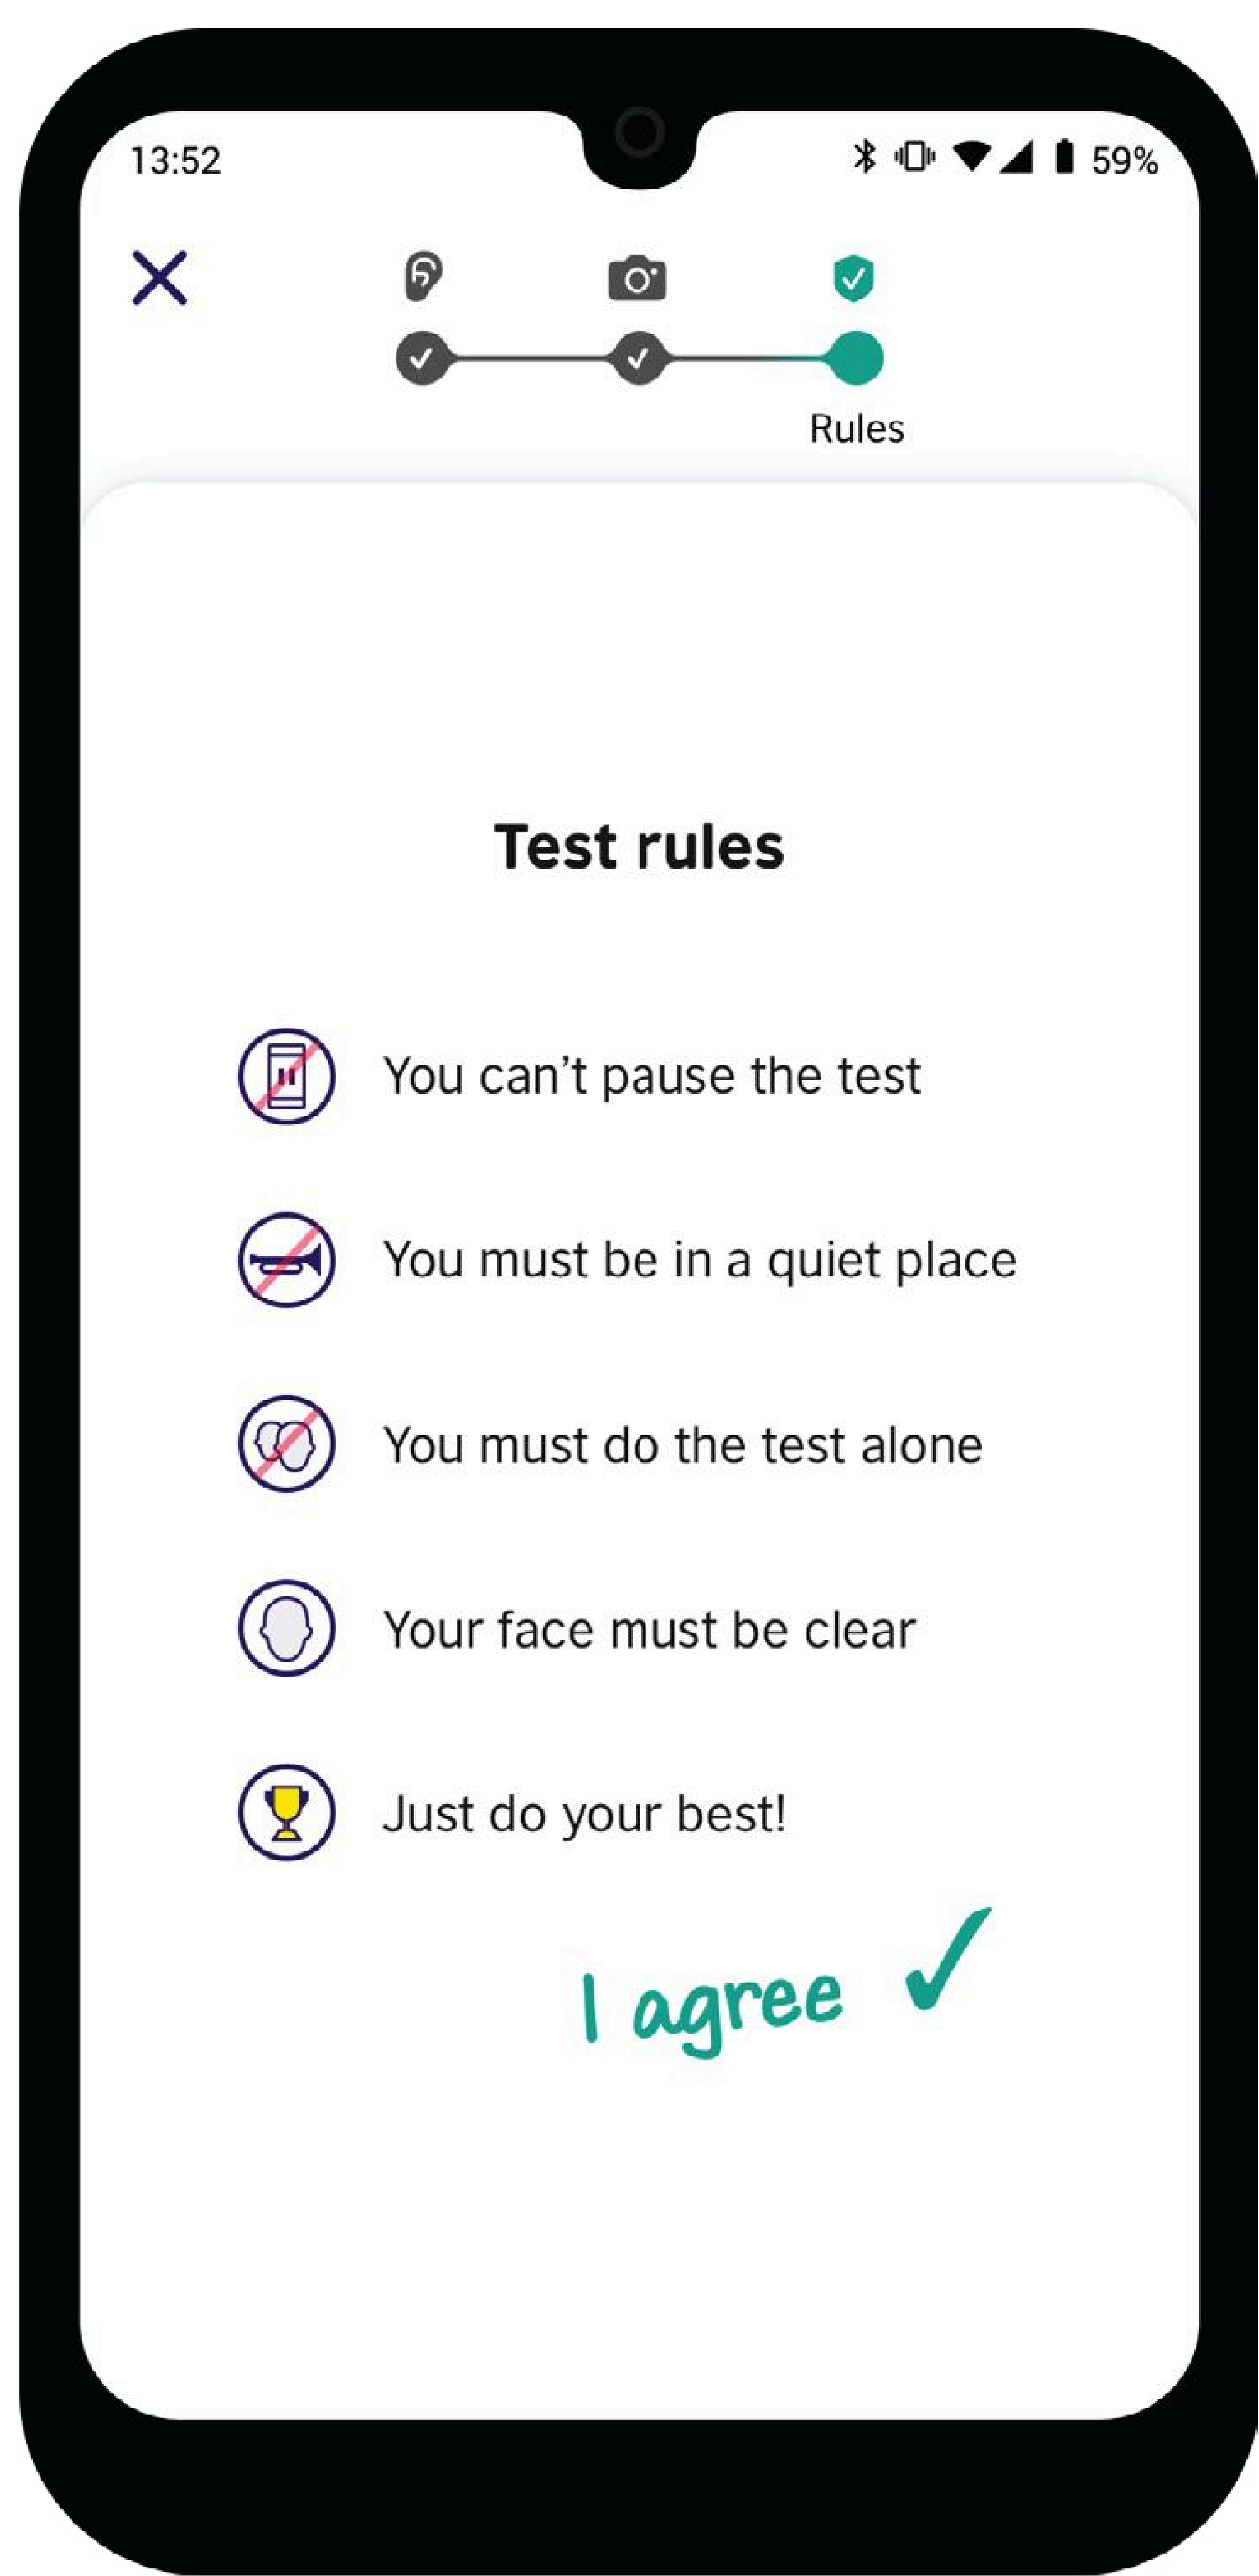 13:52
59%
Rules
Test rules
You can’t pause the test
You must be in a quiet place
You must do the test alone
Your face must be clear
Just do your best!
I agree